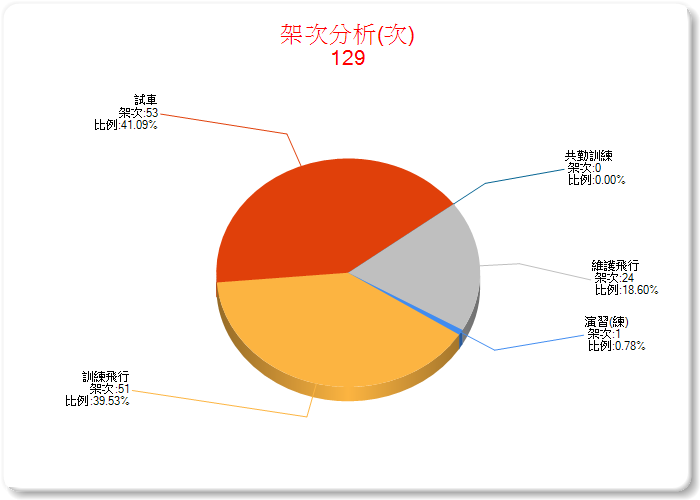 架次分析(次)
129
試車
架次:53
比例:41.09%
共勤訓練
架次:0
比例:0.00%
維護飛行
架次:24
比例:18.60%
演習(練)
架次:1
比例:0.78%
訓練飛行
架次:51
比例:39.53%